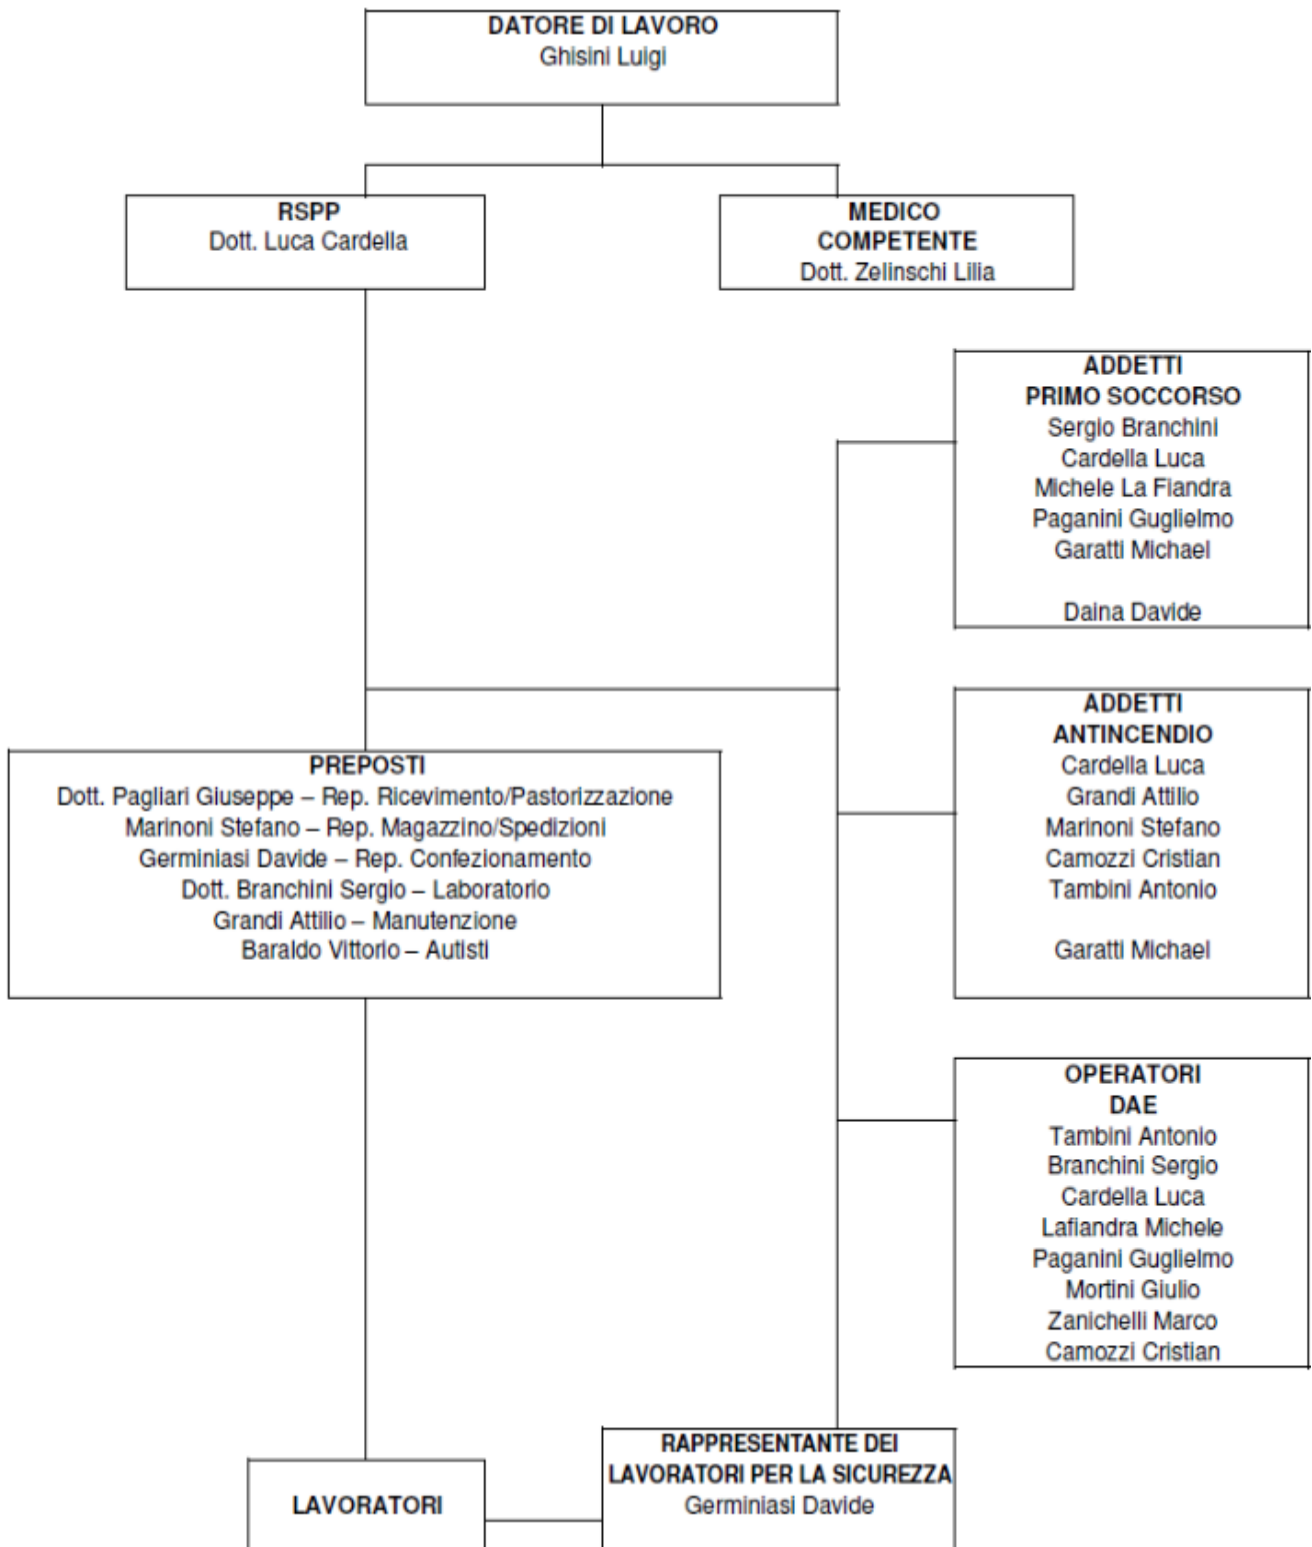 DATORE DI LAVORO
Ghisini Luigi
RSPP
Dott. Luca Cardella
MEDICO
COMPETENTE
Dott. Zelinschi Lilia
ADDETTI
PRIMO SOCCORSO
Sergio Branchini
Cardella Luca
Michele La Fiandra
Paganini Guglielmo
Garatti Michael
Daina Davide
ADDETTI
ANTINCENDIO
Cardella Luca
Grandi Attilio
Marinoni Stefano
Camozzi Cristian
Tambini Antonio
Garatti Michael
PREPOSTI
Dott. Pagliari Giuseppe – Rep. Ricevimento/Pastorizzazione
Marinoni Stefano – Rep. Magazzino/Spedizioni
Germiniasi Davide – Rep. Confezionamento
Dott. Branchini Sergio – Laboratorio
Grandi Attilio – Manutenzione
Baraldo Vittorio – Autisti
OPERATORI
DAE
Tambini Antonio
Branchini Sergio
Cardella Luca
Lafiandra Michele
Paganini Guglielmo
Mortini Giulio
Zanichelli Marco
Camozzi Cristian
RAPPRESENTANTE DEI
LAVORATORI PER LA SICUREZZA
Germiniasi Davide
LAVORATORI